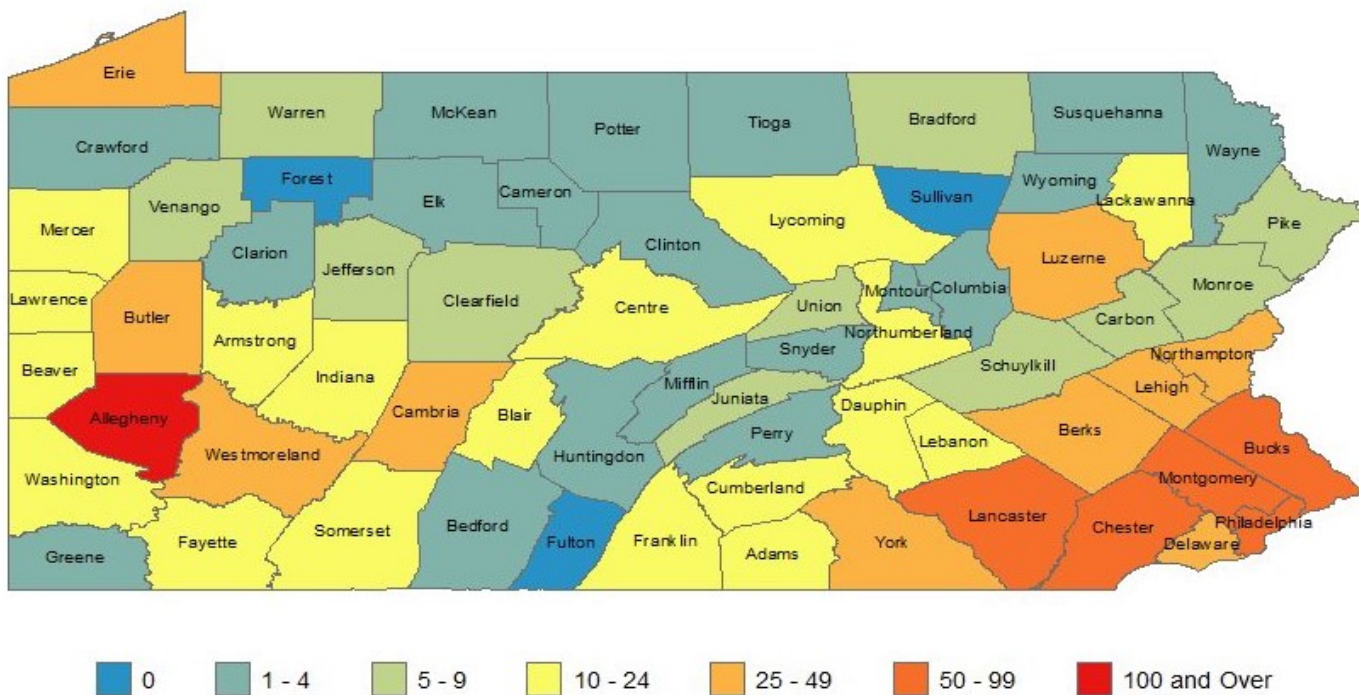 Erie
Warren
McKean
Potter
Tioga
Bradford
Susquehanna
Wayne
Crawford
Forest
Elk
Cameron
Sullivan
Wyoming
Lackawanna
Venango
Lycoming
Pike
Mercer
Clarion
Jefferson
Clinton
Luzerne
Monroe
Lawrence
Butler
Clearfield
Centre
Union
Montour
Columbia
Carbon
Armstrong
Northumberland
Beaver
Indiana
Snyder
Schuylkill
Northampton
Mifflin
Lehigh
Allegheny
Cambria
Blair
Juniata
Dauphin
Perry
Lebanon
Berks
Bucks
Westmoreland
Huntingdon
Washington
Cumberland
Montgomery
Somerset
Bedford
Lancaster
Chester
Philadelphia
Greene
Fayette
Fulton
Franklin
Adams
York
Delaware
0
1 - 4
5 - 9
10 - 24
25 - 49
50 - 99
100 and Over